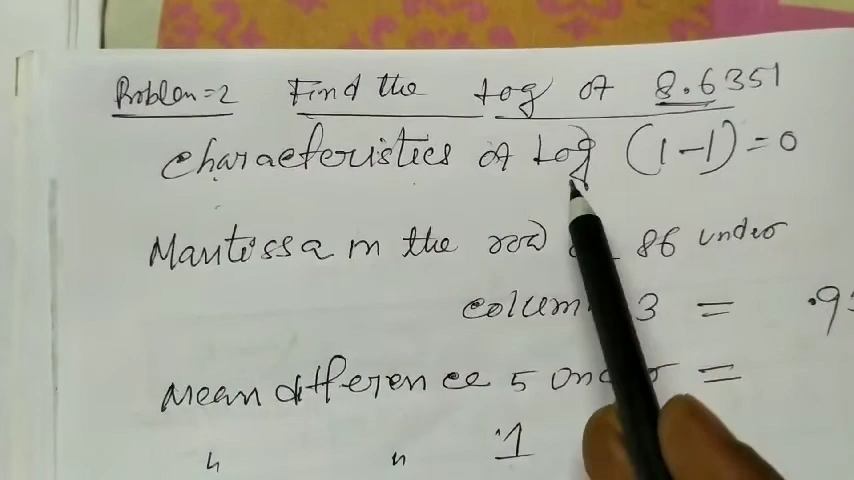 Problem=2 Find the Log of 8.6351
Characteristics of Log (1-1)=0
Mantissa in the row 86 under
column 3 = .9
Mean difference 5 under =
" " .1